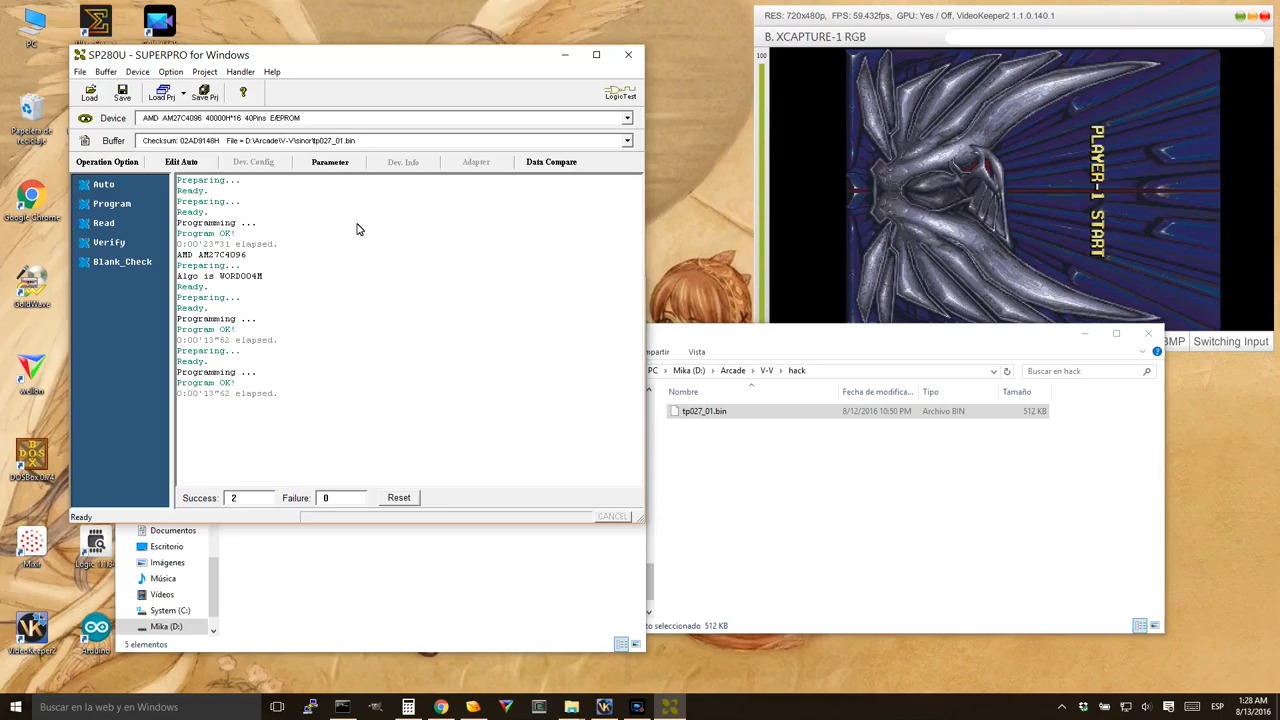 RES: 720x480p, FPS: 59.432fps, GPU: Yes / Off, VideoKeeper2 1.1.0.140.1
B. XCAPTURE-1 RGB
100
PLAYER-1 START
BMP
Switching Input
PC
Papelera de reciclaje
Google Chrome
GoldWave
wellon
DOSBox 0.74
Mixir
Logic 1.1.
VideoKeeper2
Arduino
SP280U - SUPERPRO for Windows
File Buffer Device Option Project Handler Help
Load Save Load Prj Save Prj ? LogicTest
Device AMD AM27C4096 40000H*16 40Pins E/EPROM
Buffer Checksum: 02AD9148H File = D:\Arcade\V-V\sinor\tp027_01.bin
Operation Option Edit Auto Dev. Config Parameter Dev. Info Adapter Data Compare
Auto
Program
Read
Verify
Blank_Check
Preparing...
Ready.
Preparing...
Ready.
Programming ...
Program OK!
0:00'23"31 elapsed.
AMD AM27C4096
Preparing...
Algo is WORD004M
Ready.
Preparing...
Ready.
Programming ...
Program OK!
0:00'13"62 elapsed.
Preparing...
Ready.
Programming ...
Program OK!
0:00'13"62 elapsed.
Success: 2 Failure: 0 Reset
Ready
CANCEL
mpartir Vista
PC Mika (D:) Arcade V-V hack
Buscar en hack
Nombre Fecha de modifica... Tipo Tamaño
tp027_01.bin 8/12/2016 10:50 PM Archivo BIN 512 KB
to seleccionado 512 KB
Documentos
Escritorio
Imágenes
Música
Vídeos
System (C:)
Mika (D:)
5 elementos
Buscar en la web y en Windows
ESP
1:28 AM
8/13/2016